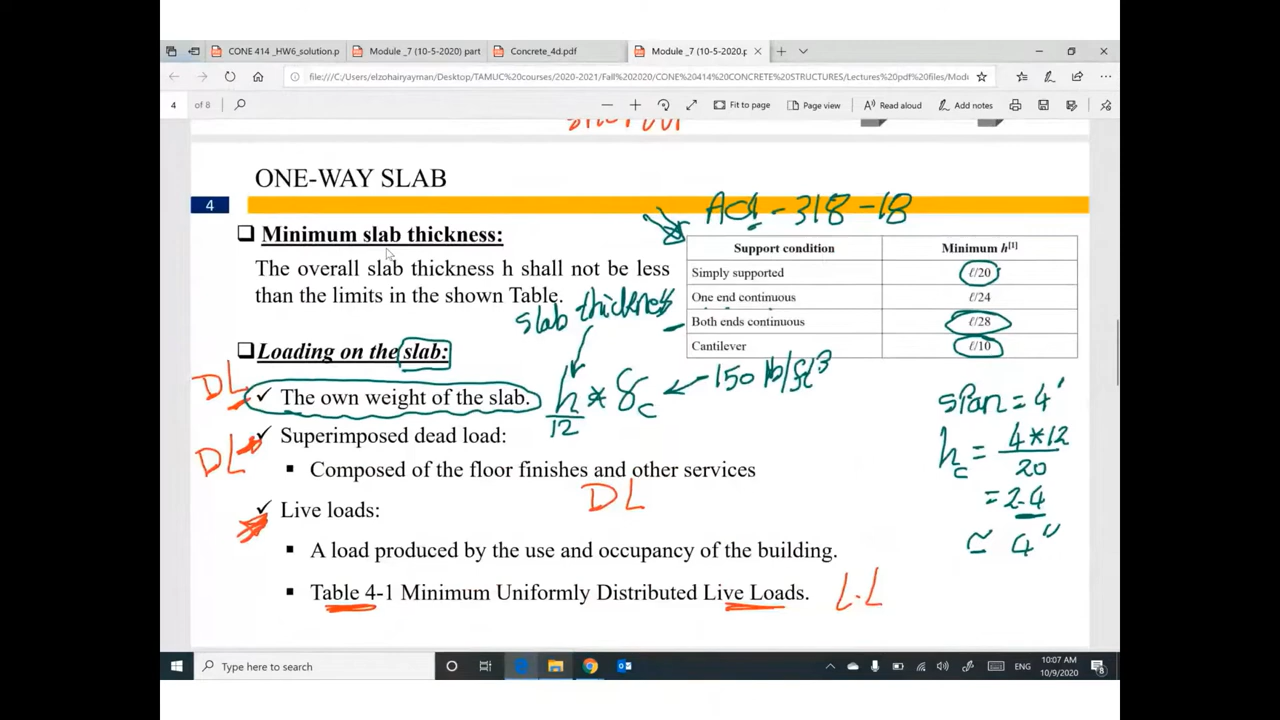 CONE 414 _HW6_solution.p
Module _7 (10-5-2020) part
Concrete_4d.pdf
Module _7 (10-5-2020.p
file:///C:/Users/elzohairyayman/Desktop/TAMUC%20courses/2020-2021/Fall%202020/CONE%20414%20CONCRETE%20STRUCTURES/Lectures%20pdf%20files/Mod
4 of 8
Fit to page
Page view
Read aloud
Add notes
ONE-WAY SLAB
4
ACI - 318 - 18
Minimum slab thickness:
The overall slab thickness h shall not be less
than the limits in the shown Table.
Support condition Minimum h[1]
Simply supported ℓ/20
One end continuous ℓ/24
Both ends continuous ℓ/28
Cantilever ℓ/10
slab thickness
Loading on the slab:
DL
The own weight of the slab.
h/12 * γc
150 lb/ft3
span = 4'
hc = 4*12/20
= 2.4
≃ 4"
DL
Superimposed dead load:
Composed of the floor finishes and other services
DL
Live loads:
A load produced by the use and occupancy of the building.
Table 4-1 Minimum Uniformly Distributed Live Loads.
L.L
Type here to search
ENG
10:07 AM
10/9/2020